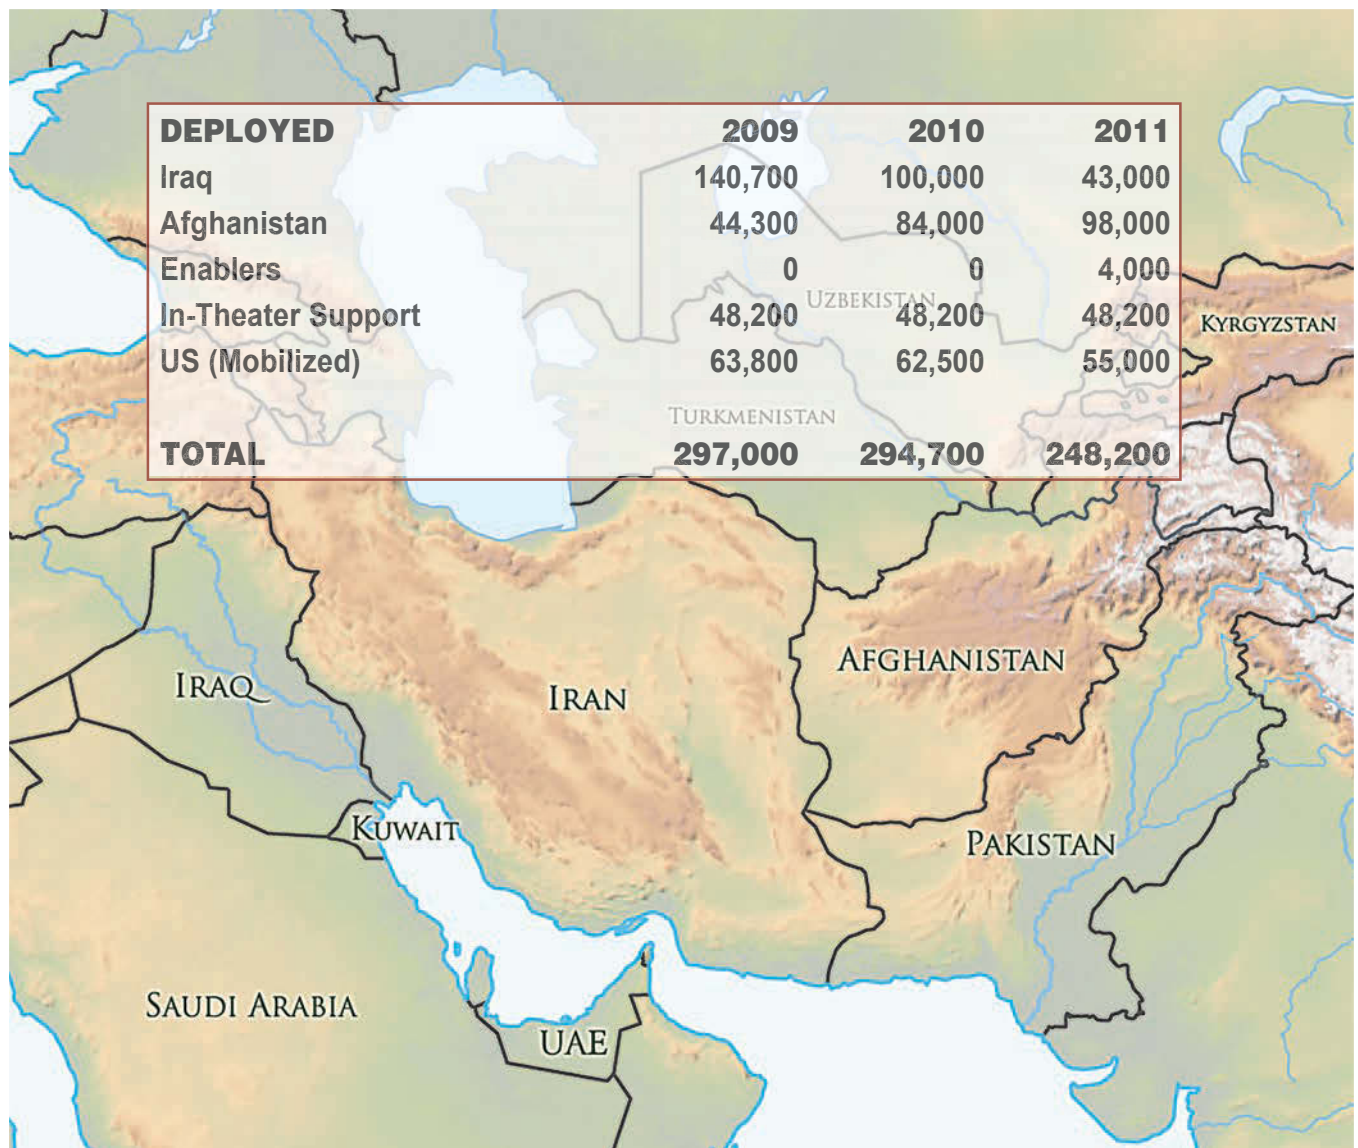 DEPLOYED 2009 2010 2011
Iraq 140,700 100,000 43,000
Afghanistan 44,300 84,000 98,000
Enablers 0 0 4,000
In-Theater Support 48,200 48,200 48,200
US (Mobilized) 63,800 62,500 55,000
TOTAL 297,000 294,700 248,200
UZBEKISTAN
KYRGYZSTAN
TURKMENISTAN
AFGHANISTAN
IRAQ
IRAN
KUWAIT
PAKISTAN
SAUDI ARABIA
UAE